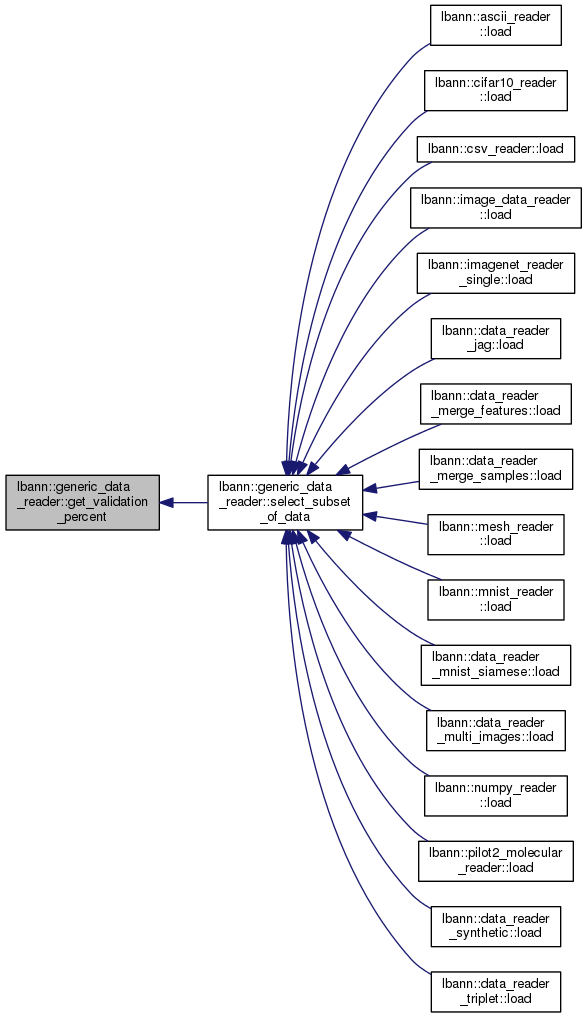 lbann::ascii_reader
::load
lbann::cifar10_reader
::load
lbann::csv_reader::load
lbann::image_data_reader
::load
lbann::imagenet_reader
_single::load
lbann::data_reader
_jag::load
lbann::data_reader
_merge_features::load
lbann::data_reader
_merge_samples::load
lbann::generic_data
_reader::get_validation
_percent
lbann::generic_data
_reader::select_subset
_of_data
lbann::mesh_reader
::load
lbann::mnist_reader
::load
lbann::data_reader
_mnist_siamese::load
lbann::data_reader
_multi_images::load
lbann::numpy_reader
::load
lbann::pilot2_molecular
_reader::load
lbann::data_reader
_synthetic::load
lbann::data_reader
_triplet::load